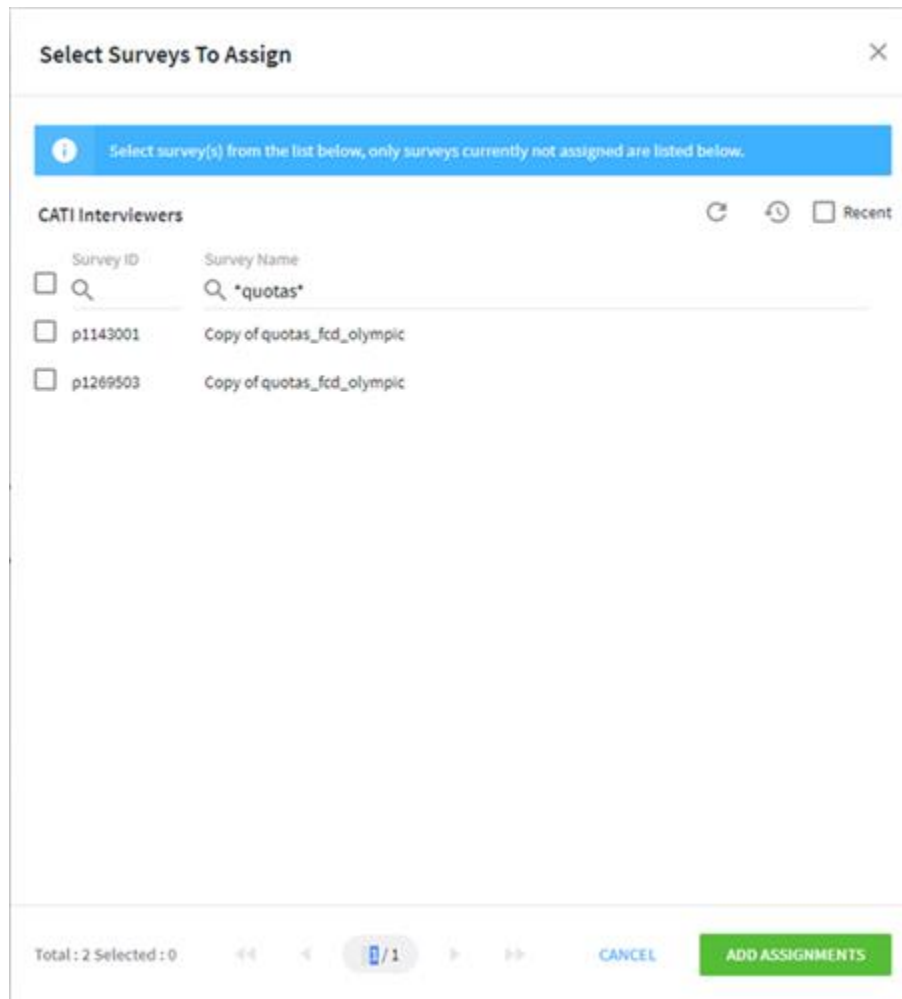 Select Surveys To Assign
Select survey(s) from the list below, only surveys currently not assigned are listed below.
CATI Interviewers Recent
Survey ID Survey Name
*quotas*
p1143001 Copy of quotas_fcd_olympic
p1269503 Copy of quotas_fcd_olympic
Total : 2 Selected : 0 1 / 1 CANCEL ADD ASSIGNMENTS